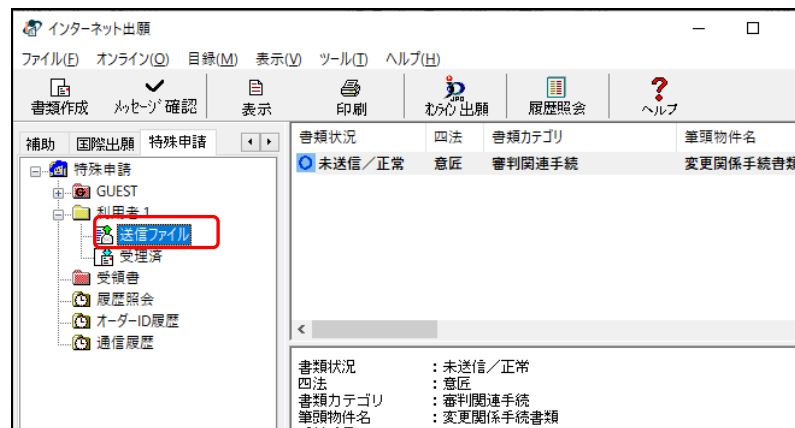 インターネット出願
ファイル(F) オンライン(O) 目録(M) 表示(V) ツール(T) ヘルプ(H)
書類作成 メッセージ確認 表示 印刷 オンライン出願 履歴照会 ヘルプ
補助 国際出願 特殊申請
書類状況 四法 書類カテゴリ 筆頭物件名
特殊申請
未送信／正常 意匠 審判関連手続 変更関係手続書類
GUEST
利用者１
送信ファイル
受理済
受領書
履歴照会
オーダーID履歴
通信履歴
書類状況 ：未送信／正常
四法 ：意匠
書類カテゴリ ：審判関連手続
筆頭物件名 ：変更関係手続書類